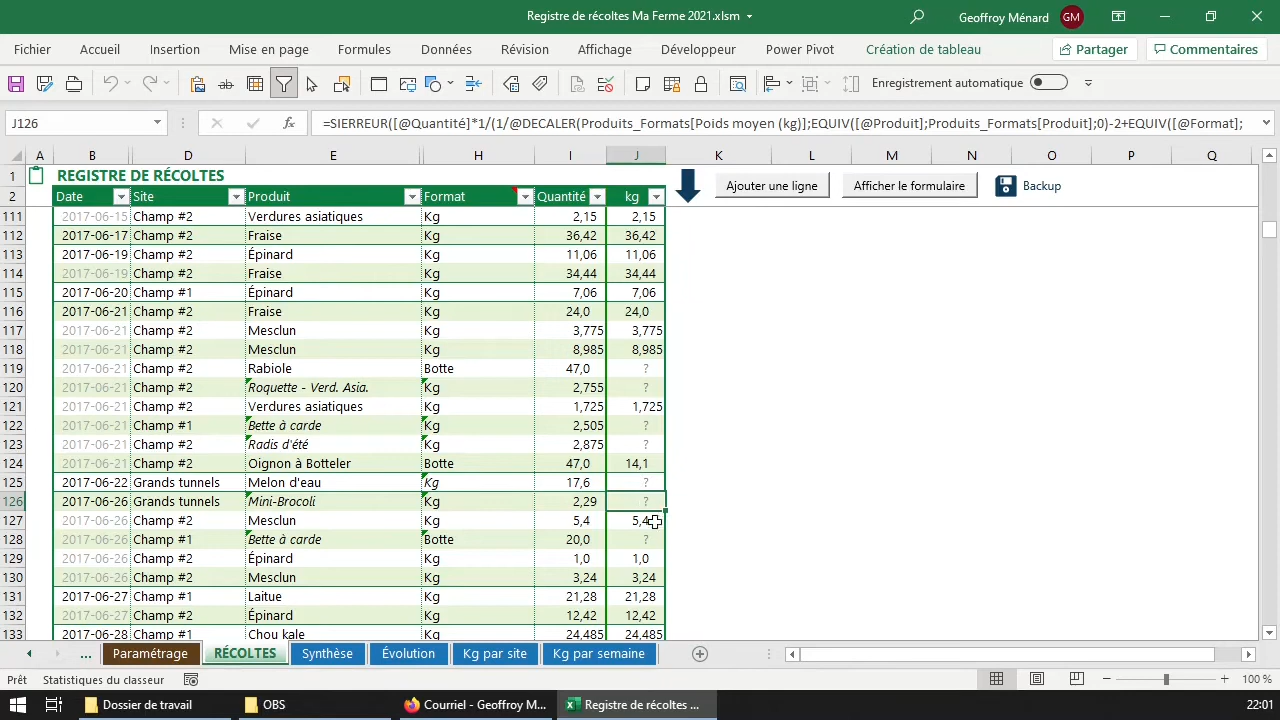 Registre de récoltes Ma Ferme 2021.xlsm
Geoffroy Ménard GM
Fichier Accueil Insertion Mise en page Formules Données Révision Affichage Développeur Power Pivot Création de tableau Partager Commentaires
Enregistrement automatique
J126 fx =SIERREUR([@Quantité]*1/(1/@DECALER(Produits_Formats[Poids moyen (kg)];EQUIV([@Produit];Produits_Formats[Produit];0)-2+EQUIV([@Format];
A B D E H I J K L M N O P Q
1 REGISTRE DE RÉCOLTES Ajouter une ligne Afficher le formulaire Backup
2 Date Site Produit Format Quantité kg
111 2017-06-15 Champ #2 Verdures asiatiques Kg 2,15 2,15
112 2017-06-17 Champ #2 Fraise Kg 36,42 36,42
113 2017-06-19 Champ #2 Épinard Kg 11,06 11,06
114 2017-06-19 Champ #2 Fraise Kg 34,44 34,44
115 2017-06-20 Champ #1 Épinard Kg 7,06 7,06
116 2017-06-21 Champ #2 Fraise Kg 24,0 24,0
117 2017-06-21 Champ #2 Mesclun Kg 3,775 3,775
118 2017-06-21 Champ #2 Mesclun Kg 8,985 8,985
119 2017-06-21 Champ #2 Rabiole Botte 47,0 ?
120 2017-06-21 Champ #2 Roquette - Verd. Asia. Kg 2,755 ?
121 2017-06-21 Champ #2 Verdures asiatiques Kg 1,725 1,725
122 2017-06-21 Champ #1 Bette à carde Kg 2,505 ?
123 2017-06-21 Champ #2 Radis d'été Kg 2,875 ?
124 2017-06-21 Champ #2 Oignon à Botteler Botte 47,0 14,1
125 2017-06-22 Grands tunnels Melon d'eau kg 17,6 ?
126 2017-06-26 Grands tunnels Mini-Brocoli Kg 2,29 ?
127 2017-06-26 Champ #2 Mesclun Kg 5,4 5,4
128 2017-06-26 Champ #1 Bette à carde Botte 20,0 ?
129 2017-06-26 Champ #2 Épinard Kg 1,0 1,0
130 2017-06-26 Champ #2 Mesclun Kg 3,24 3,24
131 2017-06-27 Champ #1 Laitue Kg 21,28 21,28
132 2017-06-27 Champ #2 Épinard Kg 12,42 12,42
133 2017-06-28 Champ #1 Chou kale Kg 24,485 24,485
... Paramétrage RÉCOLTES Synthèse Évolution Kg par site Kg par semaine
Prêt Statistiques du classeur 100 %
Dossier de travail OBS Courriel - Geoffroy M... Registre de récoltes ... 22:01